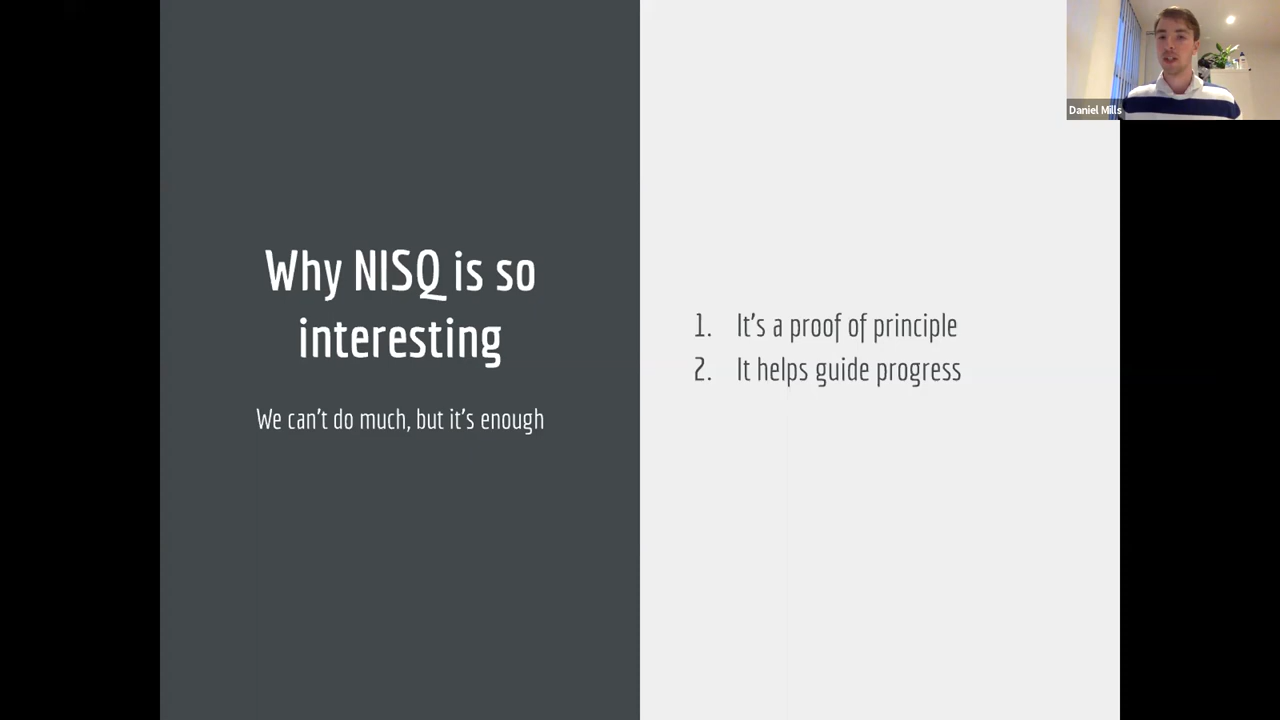 Why NISQ is so
interesting
We can't do much, but it's enough
1. It's a proof of principle
2. It helps guide progress
Daniel Mills